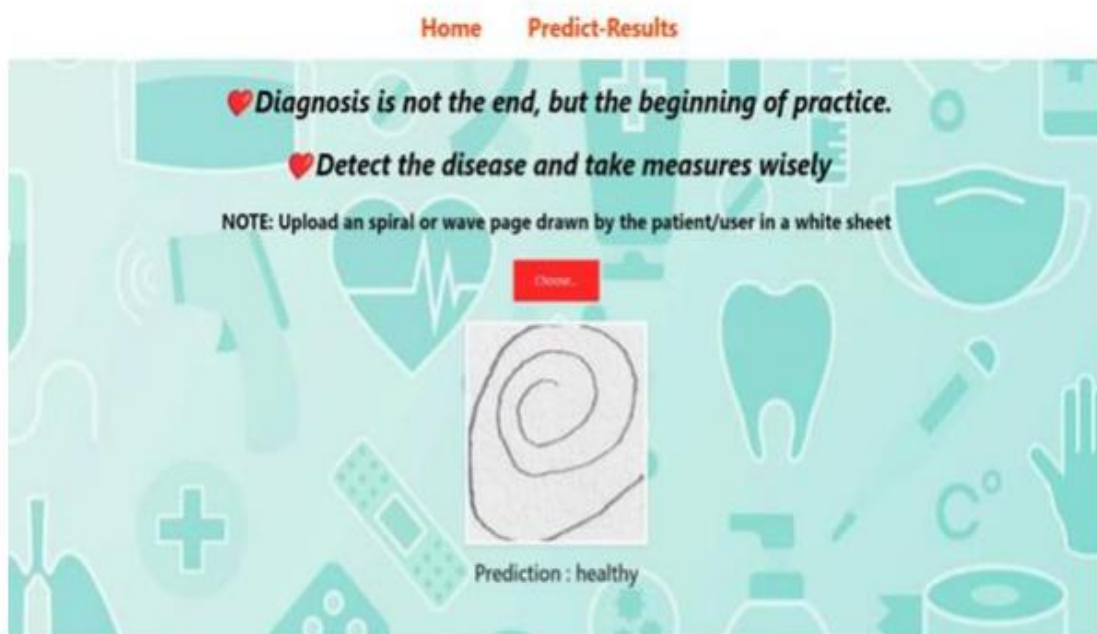 Home Predict-Results
Diagnosis is not the end, but the beginning of practice.
Detect the disease and take measures wisely
NOTE: Upload an spiral or wave page drawn by the patient/user in a white sheet
Choose...
Prediction : healthy
C°